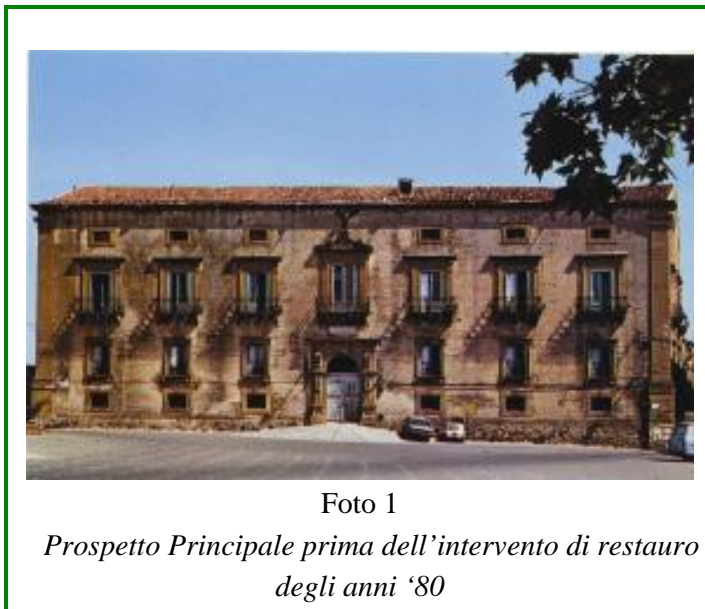 Foto 1
Prospetto Principale prima dell’intervento di restauro
degli anni ‘80